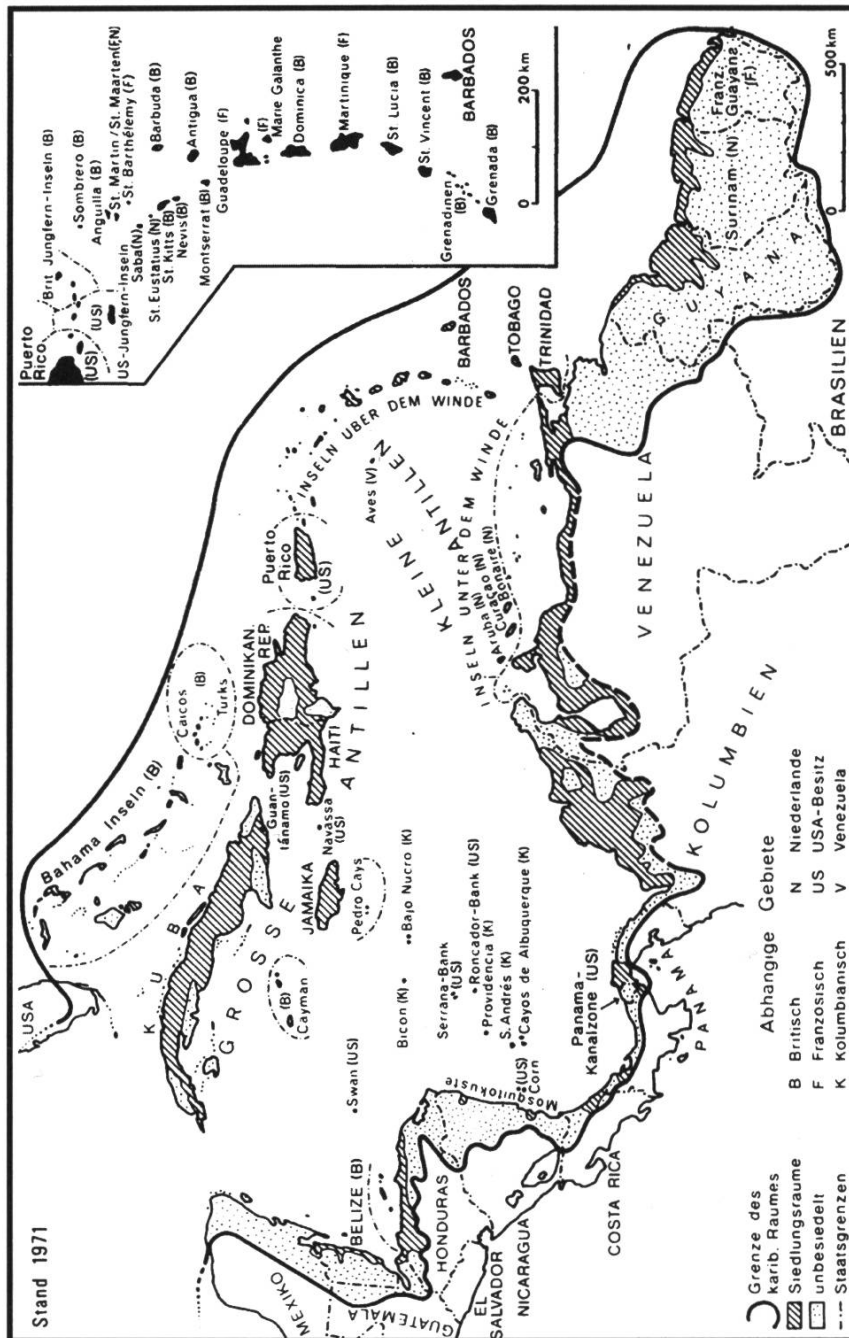 Stand 1971
USA
MEXIKO
GUATEMALA
BELIZE (B)
HONDURAS
EL
SALVADOR
NICARAGUA
COSTA RICA
PANAMA
Mosquitoküste
(US)
Corn
Panama-
Kanalzone (US)
Swan (US)
KUBA
GROSSE
ANTILLEN
(B)
Cayman
Bahama Inseln (B)
Caicos
(B)
Turks
Guan-
tánamo (US)
Navassa
(US)
JAMAIKA
Pedro Cays
Bajo Nucro (K)
Bicon (K)
Serrana-Bank
(US)
Roncador-Bank (US)
Providencia (K)
S. Andrés (K)
Cayos de Albuquerque (K)
HAITI
DOMINIKAN.
REP.
Puerto
Rico
(US)
INSELN ÜBER DEM WINDE
Aves (V)
KLEINE
ANTILLEN
INSELN UNTER DEM WINDE
Aruba (N)
Curaçao (N)
Bonaire (N)
BARBADOS
TOBAGO
TRINIDAD
KOLUMBIEN
VENEZUELA
BRASILIEN
GUYANA
Surinam (N)
Franz.
Guayana
(F)
0 500 km
Puerto
Rico
(US)
Brit Jungfern-Inseln (B)
(US)
US-Jungfern-Inseln
Sombrero (B)
Anguilla (B)
St. Martin / St. Maarten (FN)
St. Barthélemy (F)
Saba (N)
St. Eustatius (N)
St. Kitts (B)
Nevis (B)
Barbuda (B)
Antigua (B)
Montserrat (B)
Guadeloupe (F)
(F)
Marie Galanthe
Dominica (B)
Martinique (F)
St Lucia (B)
St. Vincent (B)
BARBADOS
Grenadinen
(B)
Grenada (B)
0 200 km
Grenze des
karib. Raumes
Siedlungsräume
unbesiedelt
Staatsgrenzen
Abhängige Gebiete
B Britisch
F Französisch
K Kolumbianisch
N Niederlande
US USA-Besitz
V Venezuela